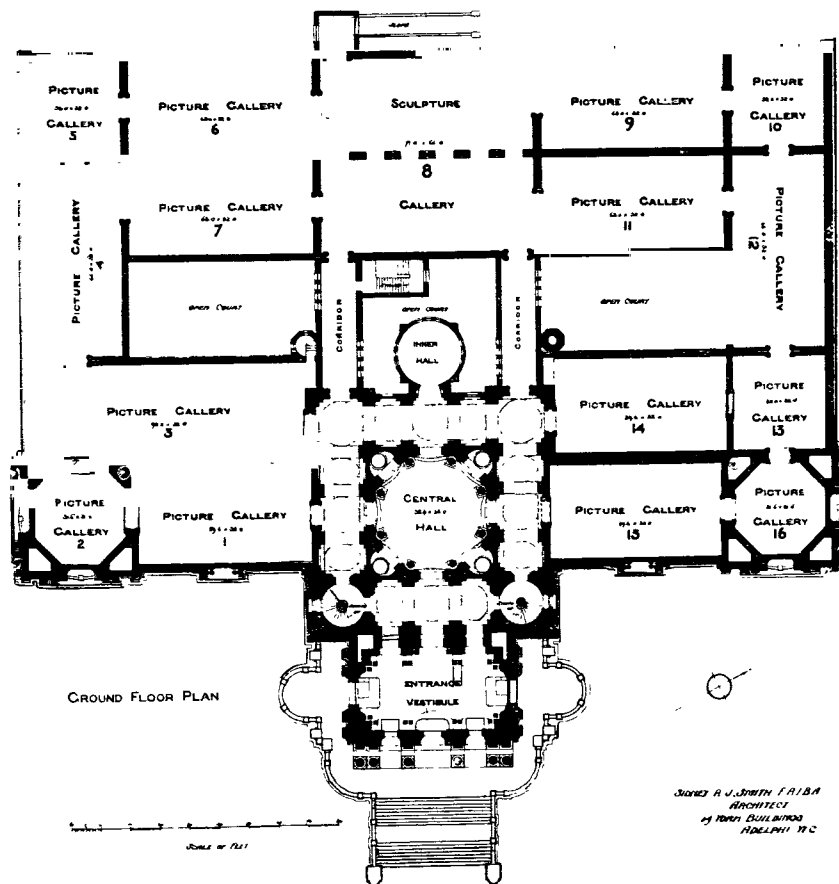 PICTURE
GALLERY
5
PICTURE GALLERY
6
SCULPTURE
8
GALLERY
PICTURE GALLERY
9
PICTURE
GALLERY
10
PICTURE GALLERY
4
PICTURE GALLERY
7
PICTURE GALLERY
11
PICTURE GALLERY
12
OPEN COURT
CORRIDOR
OPEN COURT
INNER
HALL
CORRIDOR
OPEN COURT
PICTURE GALLERY
3
PICTURE GALLERY
14
PICTURE
GALLERY
13
PICTURE
GALLERY
2
PICTURE GALLERY
1
CENTRAL
HALL
PICTURE GALLERY
15
PICTURE
GALLERY
16
ENTRANCE
VESTIBULE
GROUND FLOOR PLAN
SCALE OF FEET
SIDNEY R. J. SMITH F.R.I.B.A
ARCHITECT
YORK BUILDINGS
ADELPHI W.C